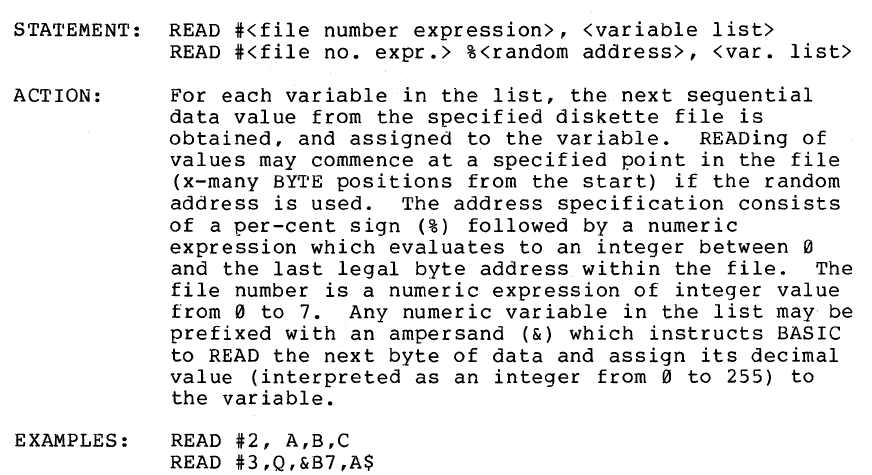 STATEMENT: READ #<file number expression>, <variable list>
READ #<file no. expr.> %<random address>, <var. list>
ACTION: For each variable in the list, the next sequential
data value from the specified diskette file is
obtained, and assigned to the variable. READing of
values may commence at a specified point in the file
(x-many BYTE positions from the start) if the random
address is used. The address specification consists
of a per-cent sign (%) followed by a numeric
expression which evaluates to an integer between 0
and the last legal byte address within the file. The
file number is a numeric expression of integer value
from 0 to 7. Any numeric variable in the list may be
prefixed with an ampersand (&) which instructs BASIC
to READ the next byte of data and assign its decimal
value (interpreted as an integer from 0 to 255) to
the variable.
EXAMPLES: READ #2, A,B,C
READ #3,Q,&B7,A$